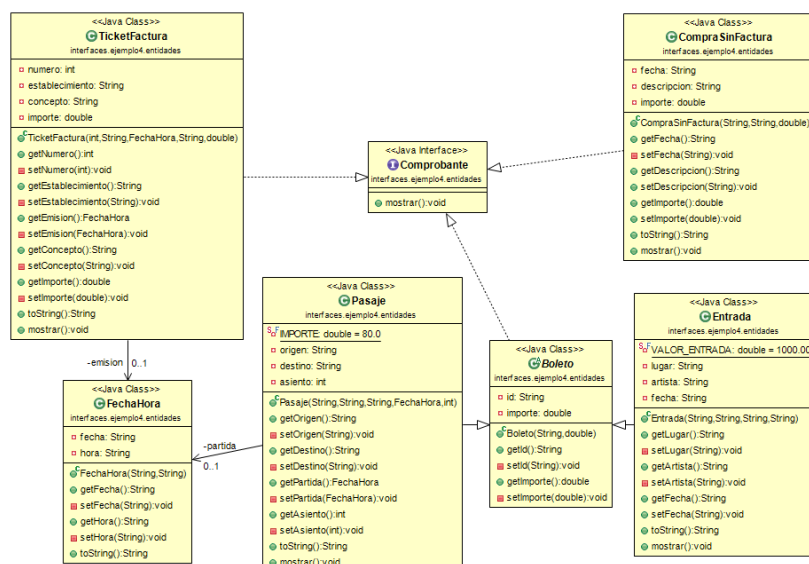 <<Java Class>>
TicketFactura
interfaces.ejemplo4.entidades
numero: int
establecimiento: String
concepto: String
importe: double
TicketFactura(int,String,FechaHora,String,double)
getNumero():int
setNumero(int):void
getEstablecimiento():String
setEstablecimiento(String):void
getEmision():FechaHora
setEmision(FechaHora):void
getConcepto():String
setConcepto(String):void
getImporte():double
setImporte(double):void
toString():String
mostrar():void
<<Java Interface>>
Comprobante
interfaces.ejemplo4.entidades
mostrar():void
<<Java Class>>
CompraSinFactura
interfaces.ejemplo4.entidades
fecha: String
descripcion: String
importe: double
CompraSinFactura(String,String,double)
getFecha():String
setFecha(String):void
getDescripcion():String
setDescripcion(String):void
getImporte():double
setImporte(double):void
toString():String
mostrar():void
-emision
0..1
<<Java Class>>
FechaHora
interfaces.ejemplo4.entidades
fecha: String
hora: String
FechaHora(String,String)
getFecha():String
setFecha(String):void
getHora():String
setHora(String):void
toString():String
-partida
0..1
<<Java Class>>
Pasaje
interfaces.ejemplo4.entidades
IMPORTE: double = 80.0
origen: String
destino: String
asiento: int
Pasaje(String,String,String,FechaHora,int)
getOrigen():String
setOrigen(String):void
getDestino():String
setDestino(String):void
getPartida():FechaHora
setPartida(FechaHora):void
getAsiento():int
setAsiento(int):void
toString():String
mostrar():void
<<Java Class>>
Boleto
interfaces.ejemplo4.entidades
id: String
importe: double
Boleto(String,double)
getId():String
setId(String):void
getImporte():double
setImporte(double):void
<<Java Class>>
Entrada
interfaces.ejemplo4.entidades
VALOR_ENTRADA: double = 1000.00
lugar: String
artista: String
fecha: String
Entrada(String,String,String,String)
getLugar():String
setLugar(String):void
getArtista():String
setArtista(String):void
getFecha():String
setFecha(String):void
toString():String
mostrar():void